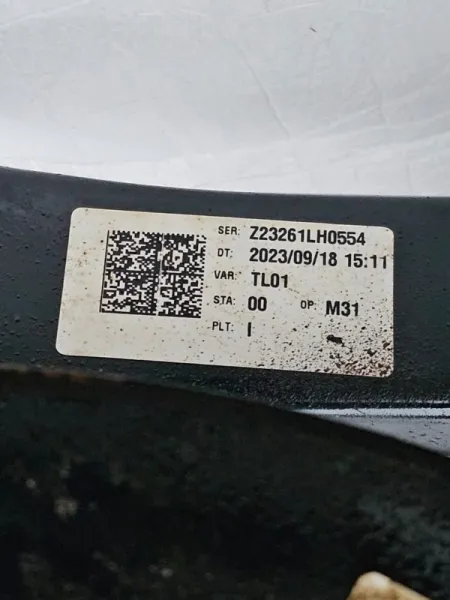 SER: Z23261LH0554
DT: 2023/09/18 15:11
VAR: TL01
STA: 00 OP: M31
PLT: I